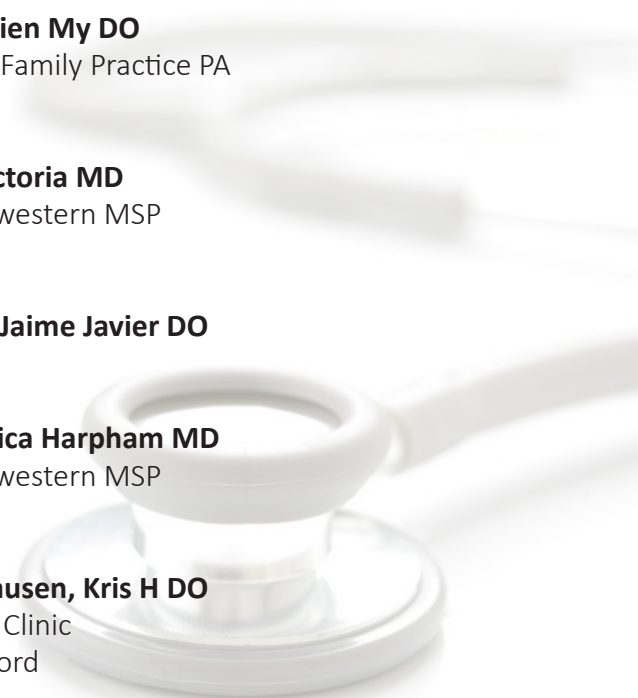 ien My DO
Family Practice PA
ctoria MD
western MSP
Jaime Javier DO
ica Harpham MD
western MSP
ausen, Kris H DO
Clinic
ord